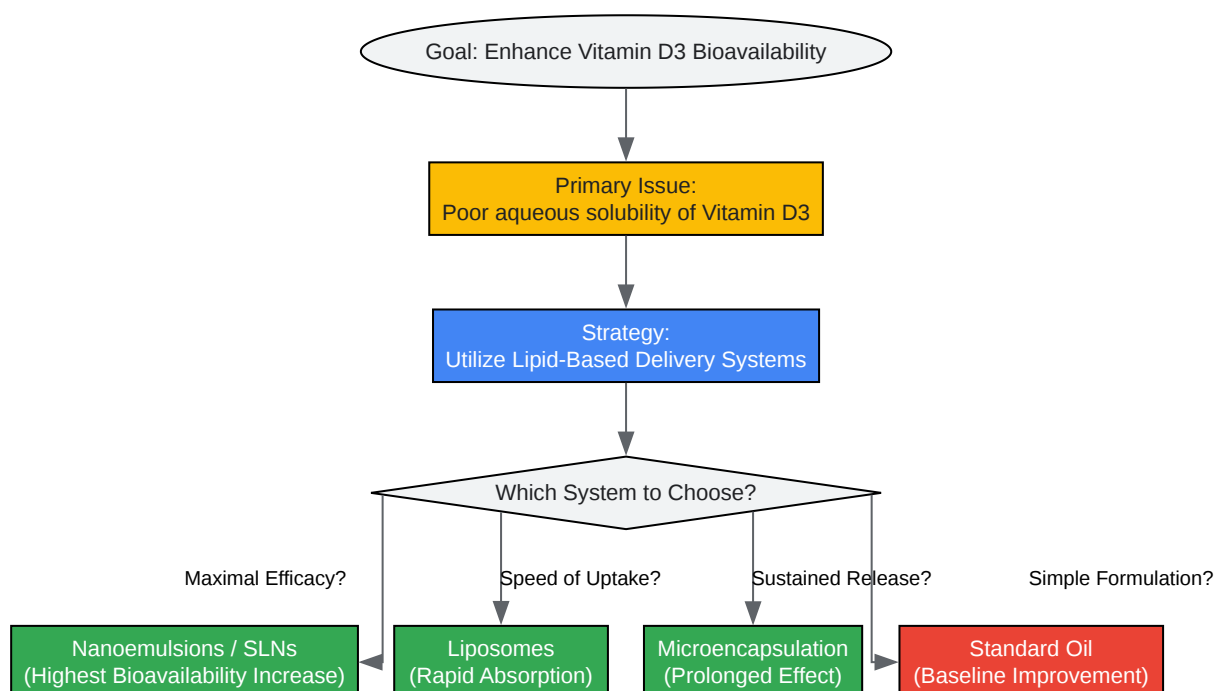 Goal: Enhance Vitamin D3 Bioavailability
Primary Issue:
Poor aqueous solubility of Vitamin D3
Strategy:
Utilize Lipid-Based Delivery Systems
Which System to Choose?
Maximal Efficacy?
Speed of Uptake?
Sustained Release?
Simple Formulation?
Nanoemulsions / SLNs
(Highest Bioavailability Increase)
Liposomes
(Rapid Absorption)
Microencapsulation
(Prolonged Effect)
Standard Oil
(Baseline Improvement)